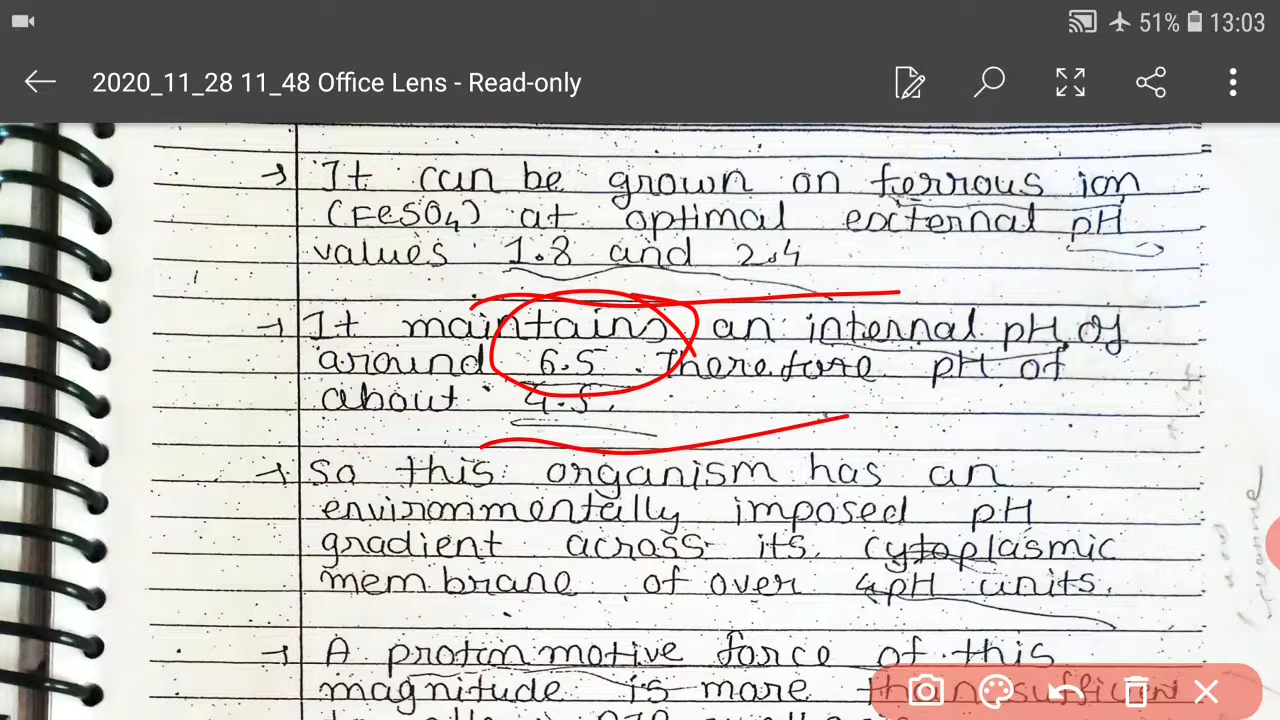 51% 13:03
2020_11_28 11_48 Office Lens - Read-only
→ It can be grown on ferrous ion
(FeSO4) at optimal external pH
values 1.8 and 2.4
→ It maintains an internal pH of
around 6.5. Therefore pH of
about 4.5.
→ So this organism has an
environmentally imposed pH
gradient across its cytoplasmic
membrane of over 4pH units.
→ A proton motive force of this
magnitude is more than sufficient